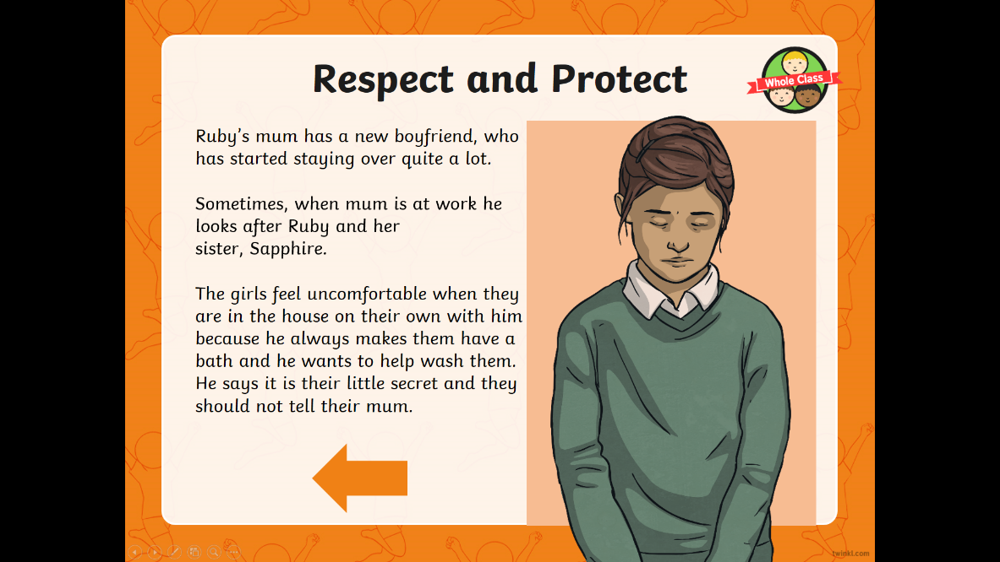 Respect and Protect
Whole Class
Ruby's mum has a new boyfriend, who
has started staying over quite a lot.
Sometimes, when mum is at work he
looks after Ruby and her
sister, Sapphire.
The girls feel uncomfortable when they
are in the house on their own with him
because he always makes them have a
bath and he wants to help wash them.
He says it is their little secret and they
should not tell their mum.
twinkl.com